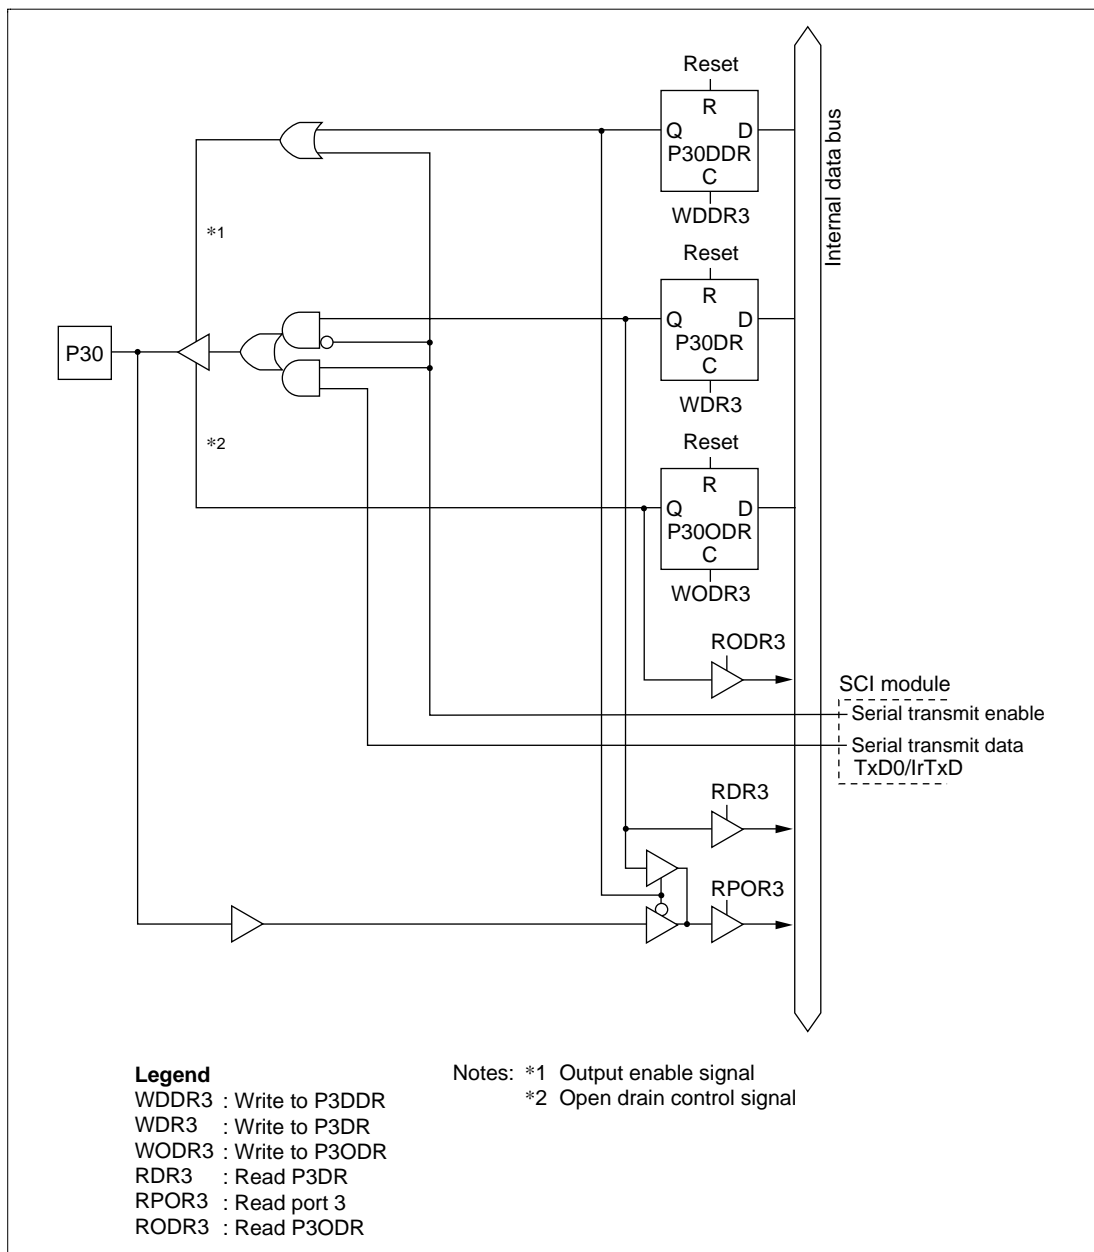 Reset
R
Q D
P30DDR
C
WDDR3
Internal data bus
*1
Reset
R
Q D
P30DR
C
WDR3
P30
*2
Reset
R
Q D
P30ODR
C
WODR3
RODR3
SCI module
Serial transmit enable
Serial transmit data
TxD0/IrTxD
RDR3
RPOR3
Legend
WDDR3 : Write to P3DDR
WDR3 : Write to P3DR
WODR3 : Write to P3ODR
RDR3 : Read P3DR
RPOR3 : Read port 3
RODR3 : Read P3ODR
Notes: *1 Output enable signal
*2 Open drain control signal